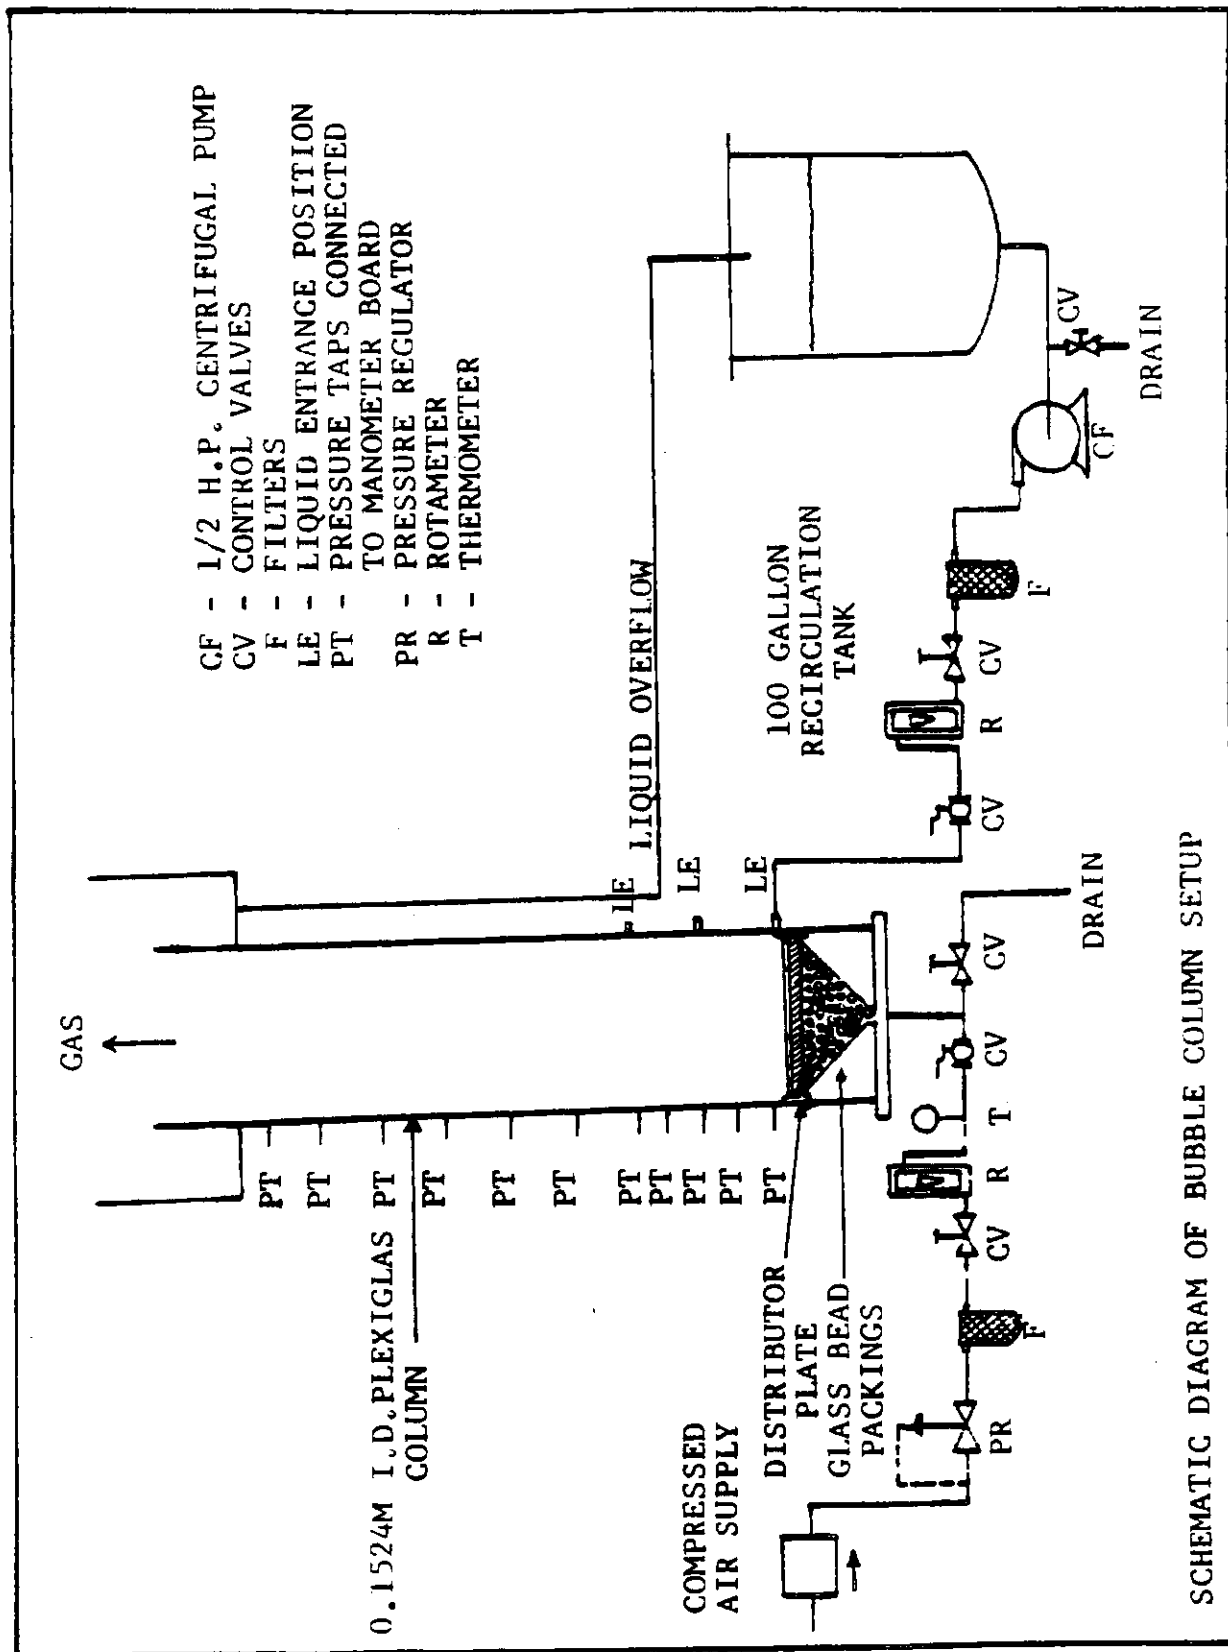 GAS
CF - 1/2 H.P. CENTRIFUGAL PUMP
CV - CONTROL VALVES
F - FILTERS
LE - LIQUID ENTRANCE POSITION
PT - PRESSURE TAPS CONNECTED
TO MANOMETER BOARD
PR - PRESSURE REGULATOR
R - ROTAMETER
T - THERMOMETER
PT
PT
PT
PT
PT
PT
PT
PT
PT
PT
PT
0.1524M I.D. PLEXIGLAS
COLUMN
LIQUID OVERFLOW
LE
LE
LE
COMPRESSED
AIR SUPPLY
DISTRIBUTOR
PLATE
GLASS BEAD
PACKINGS
100 GALLON
RECIRCULATION
TANK
PR
F
CV
R
T
CV
CV
DRAIN
CV
R
CV
F
CF
CV
DRAIN
SCHEMATIC DIAGRAM OF BUBBLE COLUMN SETUP